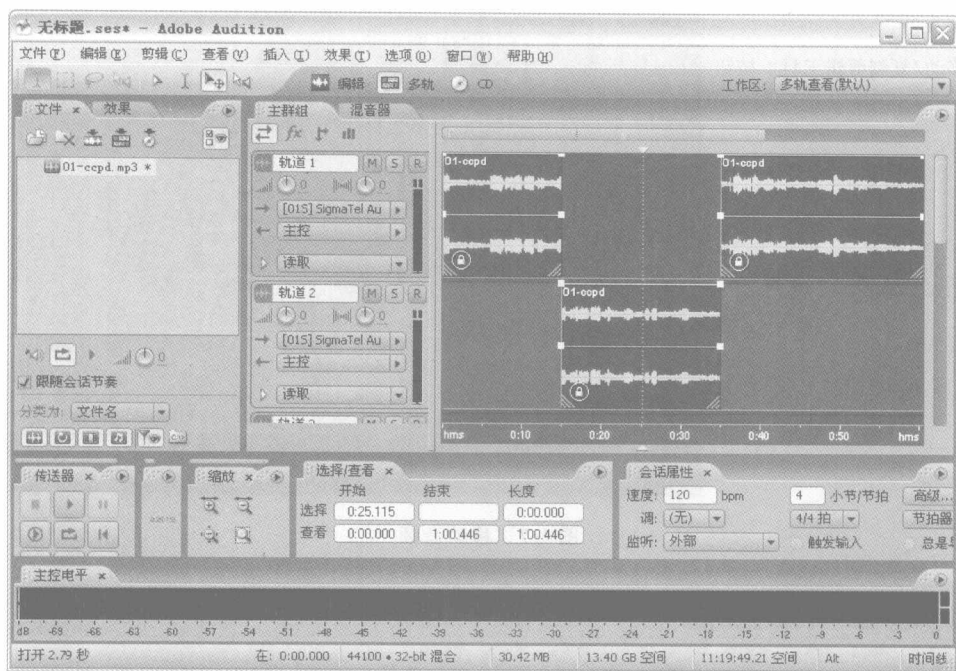 无标题.ses* - Adobe Audition
文件(F) 编辑(E) 剪辑(C) 查看(V) 插入(I) 效果(T) 选项(O) 窗口(W) 帮助(H)
编辑 多轨 工作区: 多轨查看(默认)
文件 效果 主群组 混音器
01-ccpd.mp3 *
轨道 1 M S R
0 0
[01S] SigmaTel Au
主控
读取
01-ccpd 01-ccpd
轨道 2 M S R
0 0
[01S] SigmaTel Au
主控
读取
01-ccpd
0
跟随会话节奏
分类为: 文件名
hms 0:10 0:20 0:30 0:40 0:50 hms
传送器 缩放 选择/查看 会话属性
开始 结束 长度
选择 0:25.115 0:00.000
查看 0:00.000 1:00.446 1:00.446
速度: 120 bpm 4 小节/节拍 高级...
调: (无) 4/4 拍 节拍器
监听: 外部 触发输入 总是
主控电平
dB -69 -66 -63 -60 -57 -54 -51 -48 -45 -42 -39 -36 -33 -30 -27 -24 -21 -18 -15 -12 -9 -6 -3 0
打开 2.79 秒 在: 0:00.000 44100 • 32-bit 混合 30.42 MB 13.40 GB 空间 11:19:49.21 空间 Alt 时间线